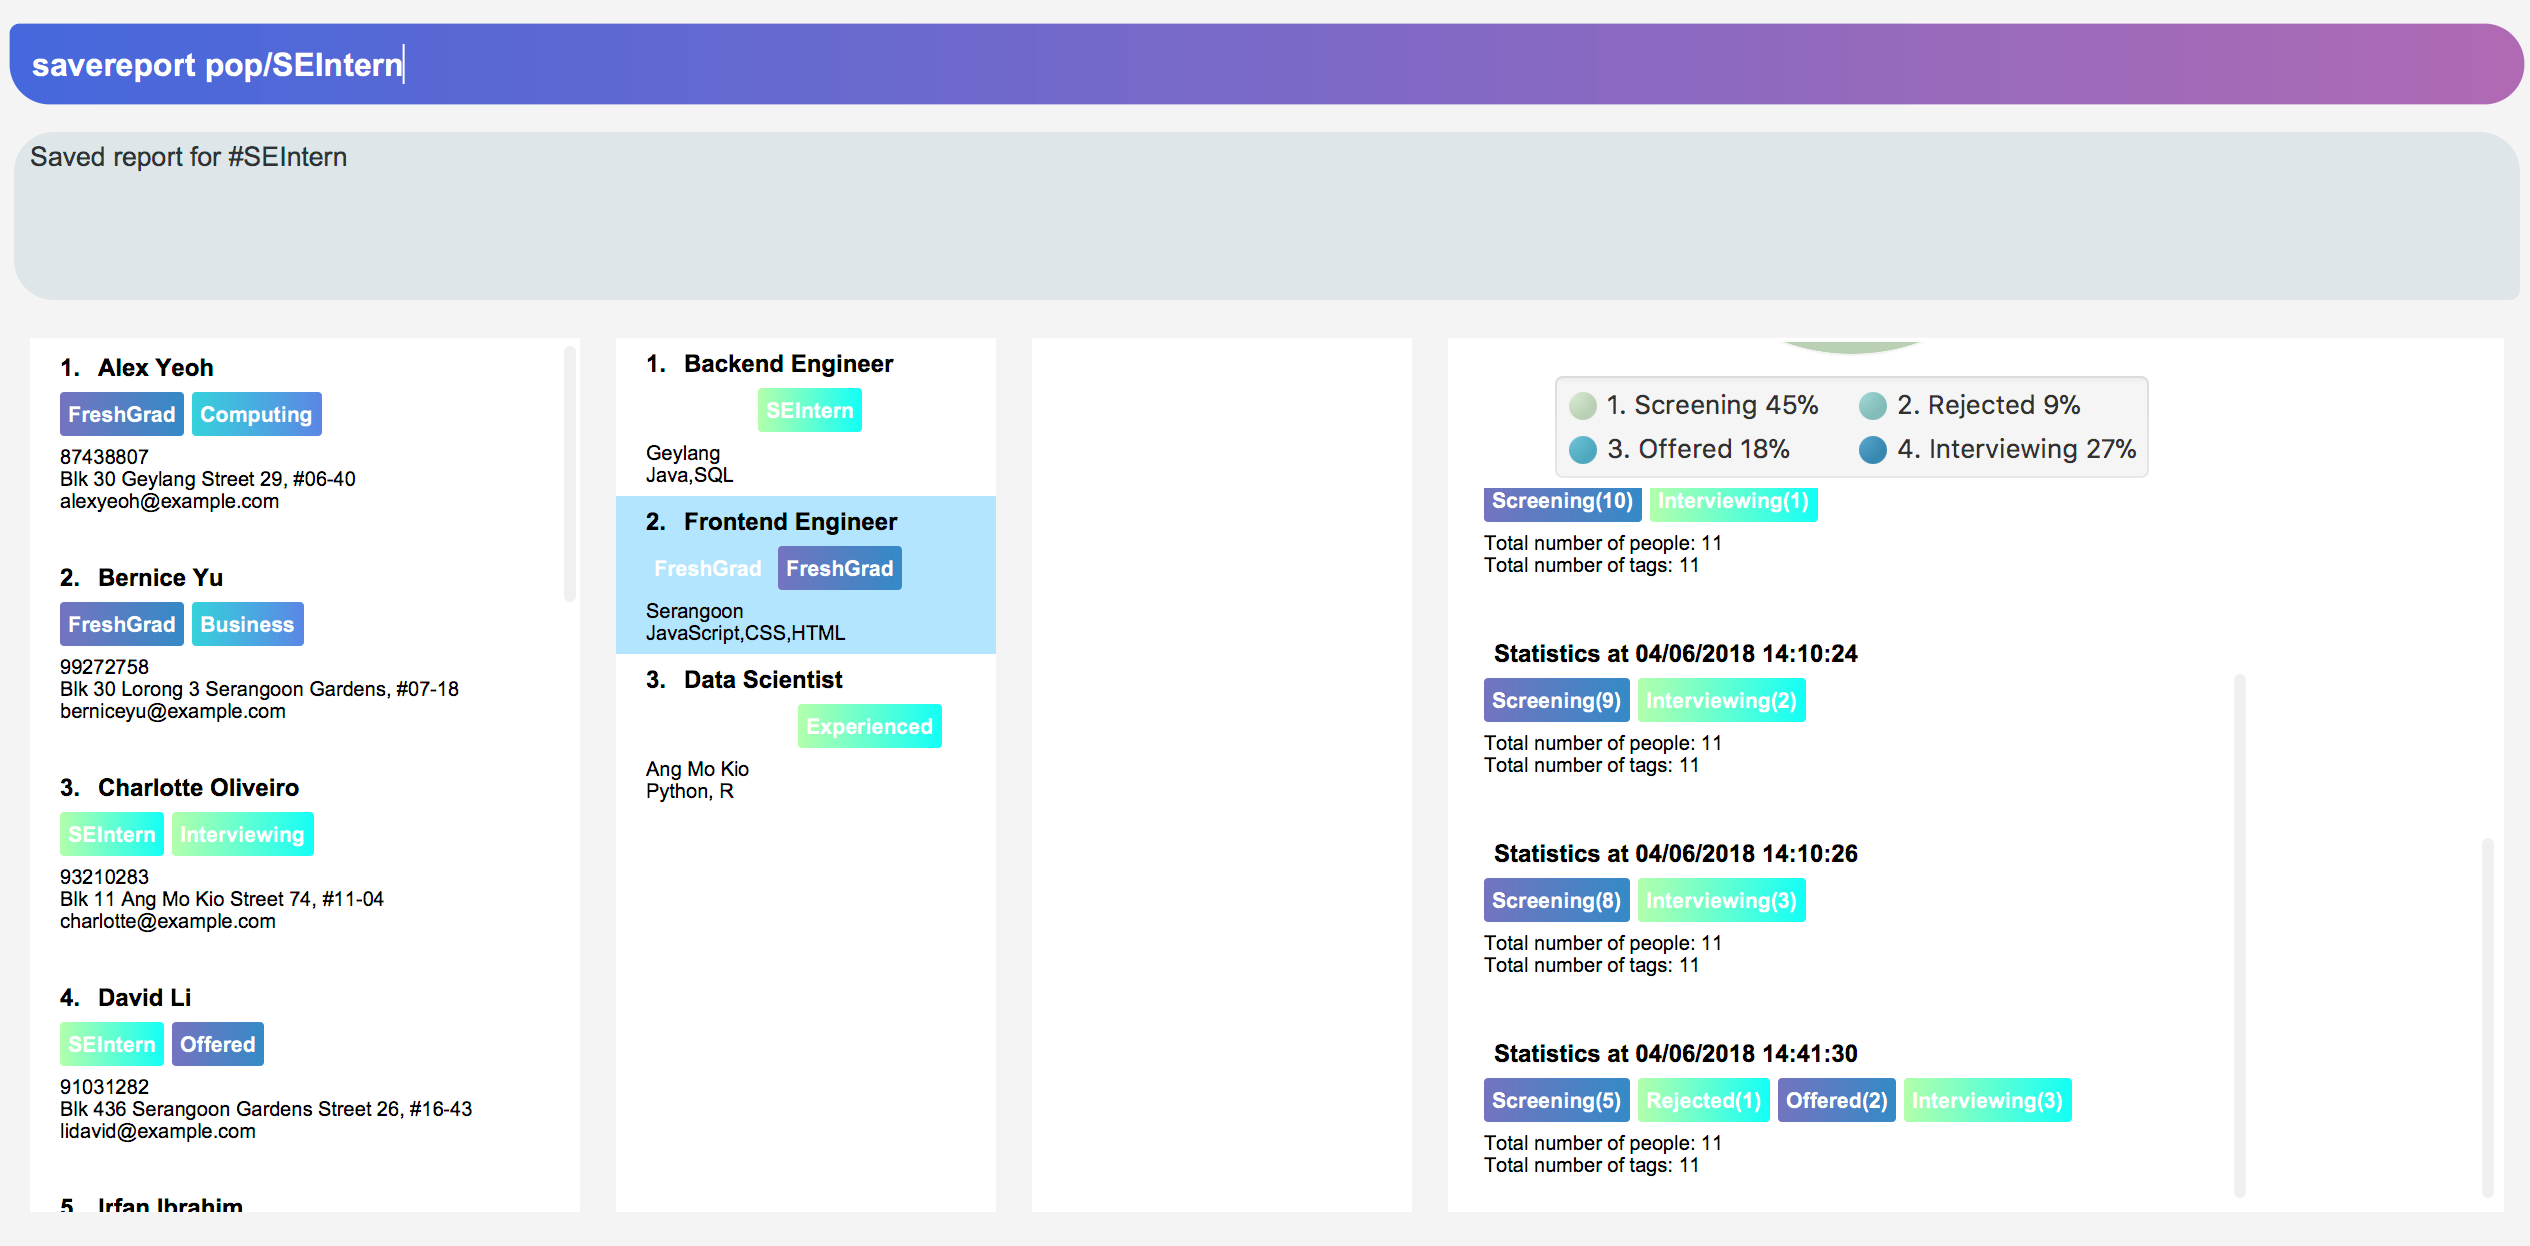 savereport pop/SEIntern
Saved report for #SEIntern
1. Alex Yeoh
FreshGrad Computing
87438807
Blk 30 Geylang Street 29, #06-40
alexyeoh@example.com
2. Bernice Yu
FreshGrad Business
99272758
Blk 30 Lorong 3 Serangoon Gardens, #07-18
berniceyu@example.com
3. Charlotte Oliveiro
SEIntern Interviewing
93210283
Blk 11 Ang Mo Kio Street 74, #11-04
charlotte@example.com
4. David Li
SEIntern Offered
91031282
Blk 436 Serangoon Gardens Street 26, #16-43
lidavid@example.com
5 Irfan Ibrahim
1. Backend Engineer
SEIntern
Geylang
Java,SQL
2. Frontend Engineer
FreshGrad FreshGrad
Serangoon
JavaScript,CSS,HTML
3. Data Scientist
Experienced
Ang Mo Kio
Python, R
1. Screening 45% 2. Rejected 9%
3. Offered 18% 4. Interviewing 27%
Screening(10) Interviewing(1)
Total number of people: 11
Total number of tags: 11
Statistics at 04/06/2018 14:10:24
Screening(9) Interviewing(2)
Total number of people: 11
Total number of tags: 11
Statistics at 04/06/2018 14:10:26
Screening(8) Interviewing(3)
Total number of people: 11
Total number of tags: 11
Statistics at 04/06/2018 14:41:30
Screening(5) Rejected(1) Offered(2) Interviewing(3)
Total number of people: 11
Total number of tags: 11